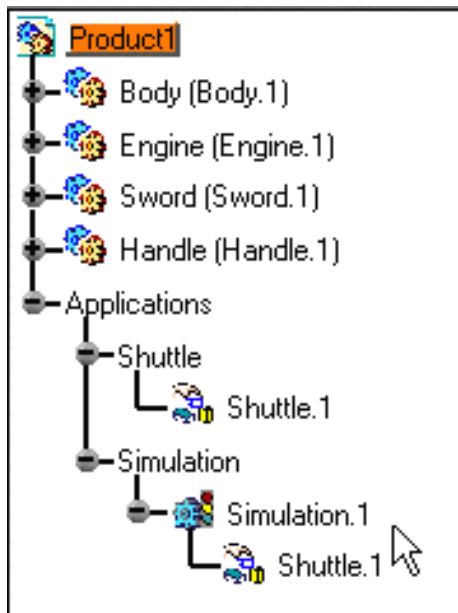 Product1
Body (Body.1)
Engine (Engine.1)
Sword (Sword.1)
Handle (Handle.1)
Applications
Shuttle
Shuttle.1
Simulation
Simulation.1
Shuttle.1